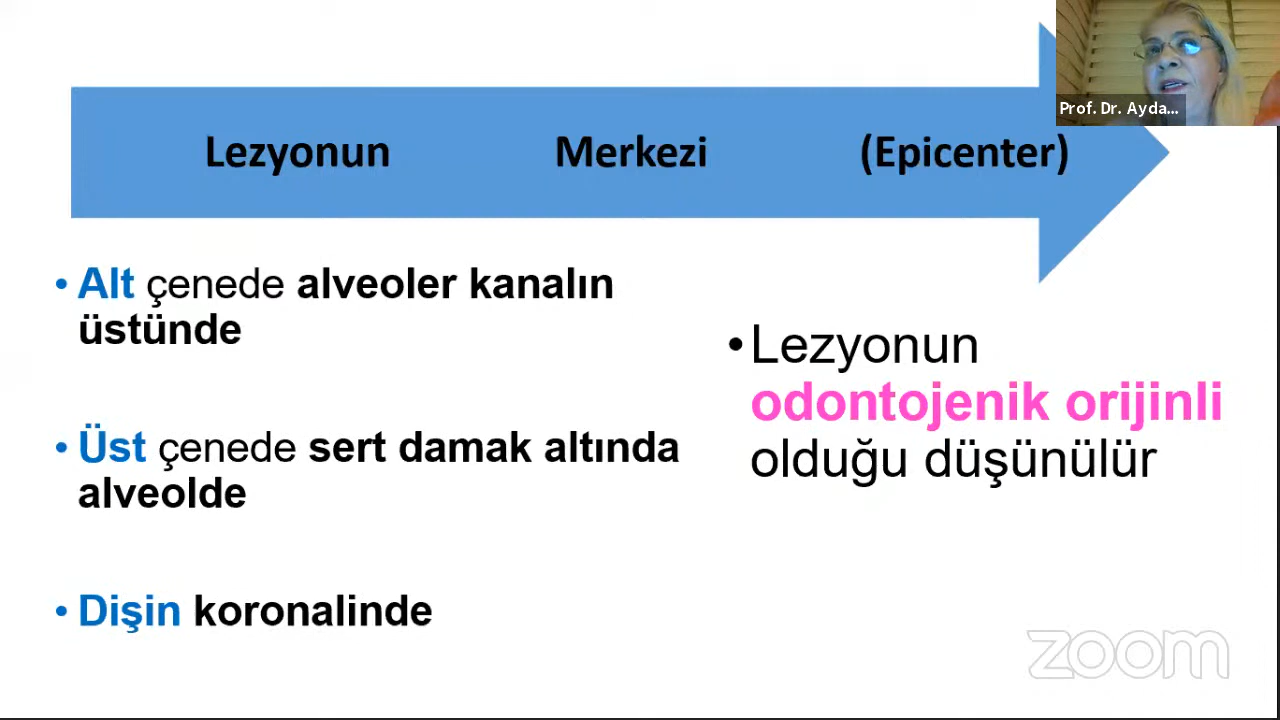 Lezyonun Merkezi (Epicenter)
Prof. Dr. Ayda...
• Alt çenede alveoler kanalın
üstünde
• Üst çenede sert damak altında
alveolde
• Dişin koronalinde
• Lezyonun
odontojenik orijinli
olduğu düşünülür
zoom